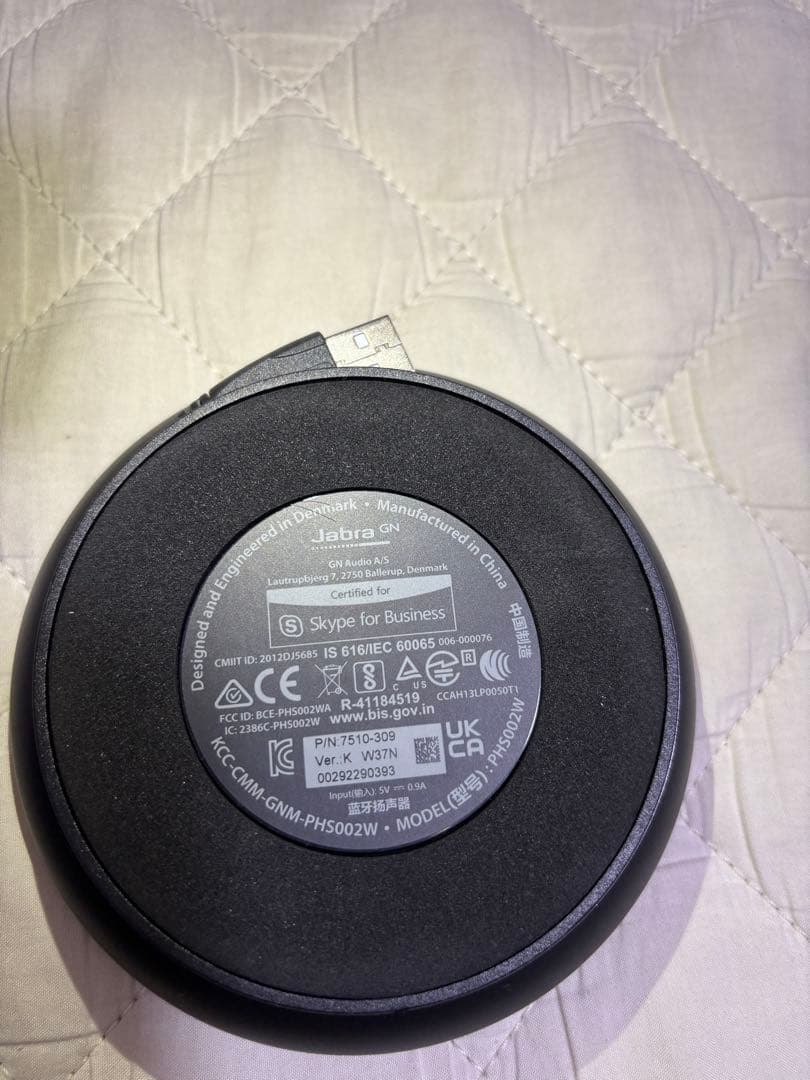 Designed and Engineered in Denmark • Manufactured in China 中国制造
Jabra GN
GN Audio A/S
Lautrupbjerg 7, 2750 Ballerup, Denmark
Certified for
S Skype for Business
CMIIT ID: 2012DJ5685 IS 616/IEC 60065 006-000076
CE C US R
R-41184519 CCAH13LP0050T1
FCC ID: BCE-PHS002WA www.bis.gov.in
IC: 2386C-PHS002W
P/N:7510-309
Ver.:K W37N
00292290393
UK
CA
Input(输入): 5V ⎓ 0.9A
蓝牙扬声器
KCC-CMM-GNM-PHS002W • MODEL(型号): PHS002W